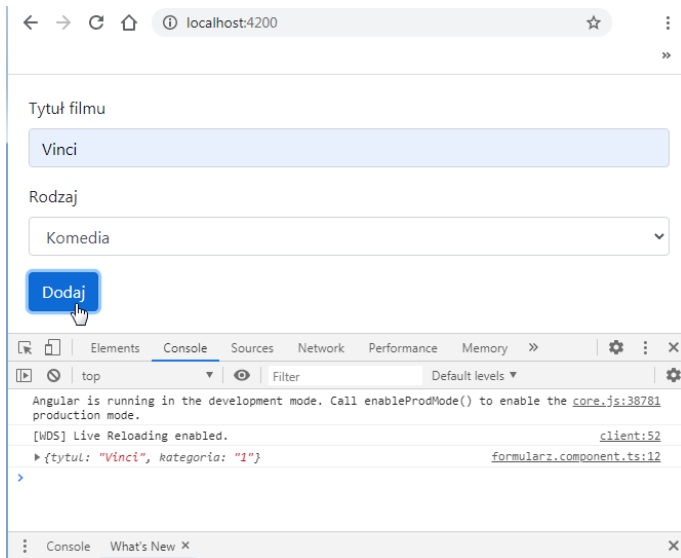 localhost:4200
»
Tytuł filmu
Vinci
Rodzaj
Komedia
Dodaj
Elements Console Sources Network Performance Memory »
top Filter Default levels ▼
Angular is running in the development mode. Call enableProdMode() to enable the core.js:38781
production mode.
[WDS] Live Reloading enabled. client:52
{tytul: "Vinci", kategoria: "1"} formularz.component.ts:12
>
Console What's New ×